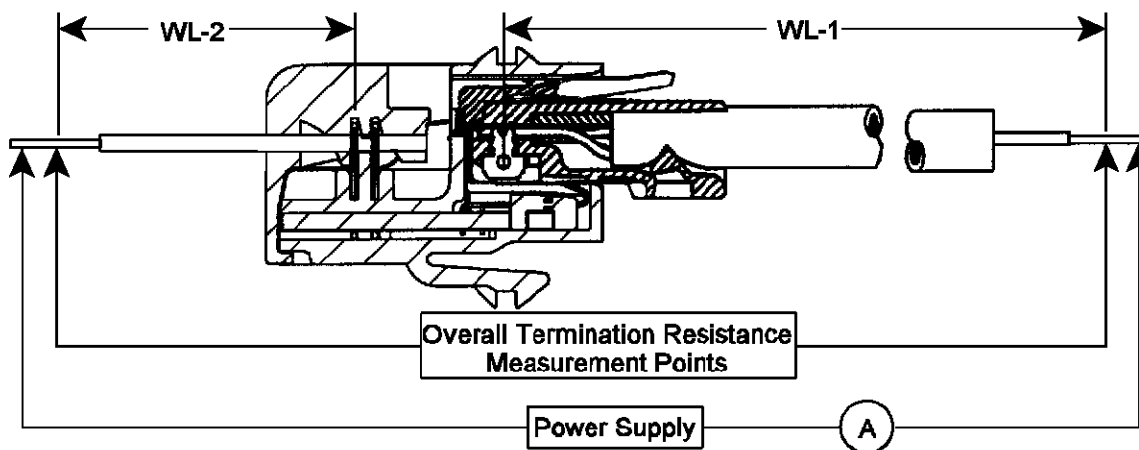 WL-2
WL-1
Overall Termination Resistance
Measurement Points
Power Supply
A